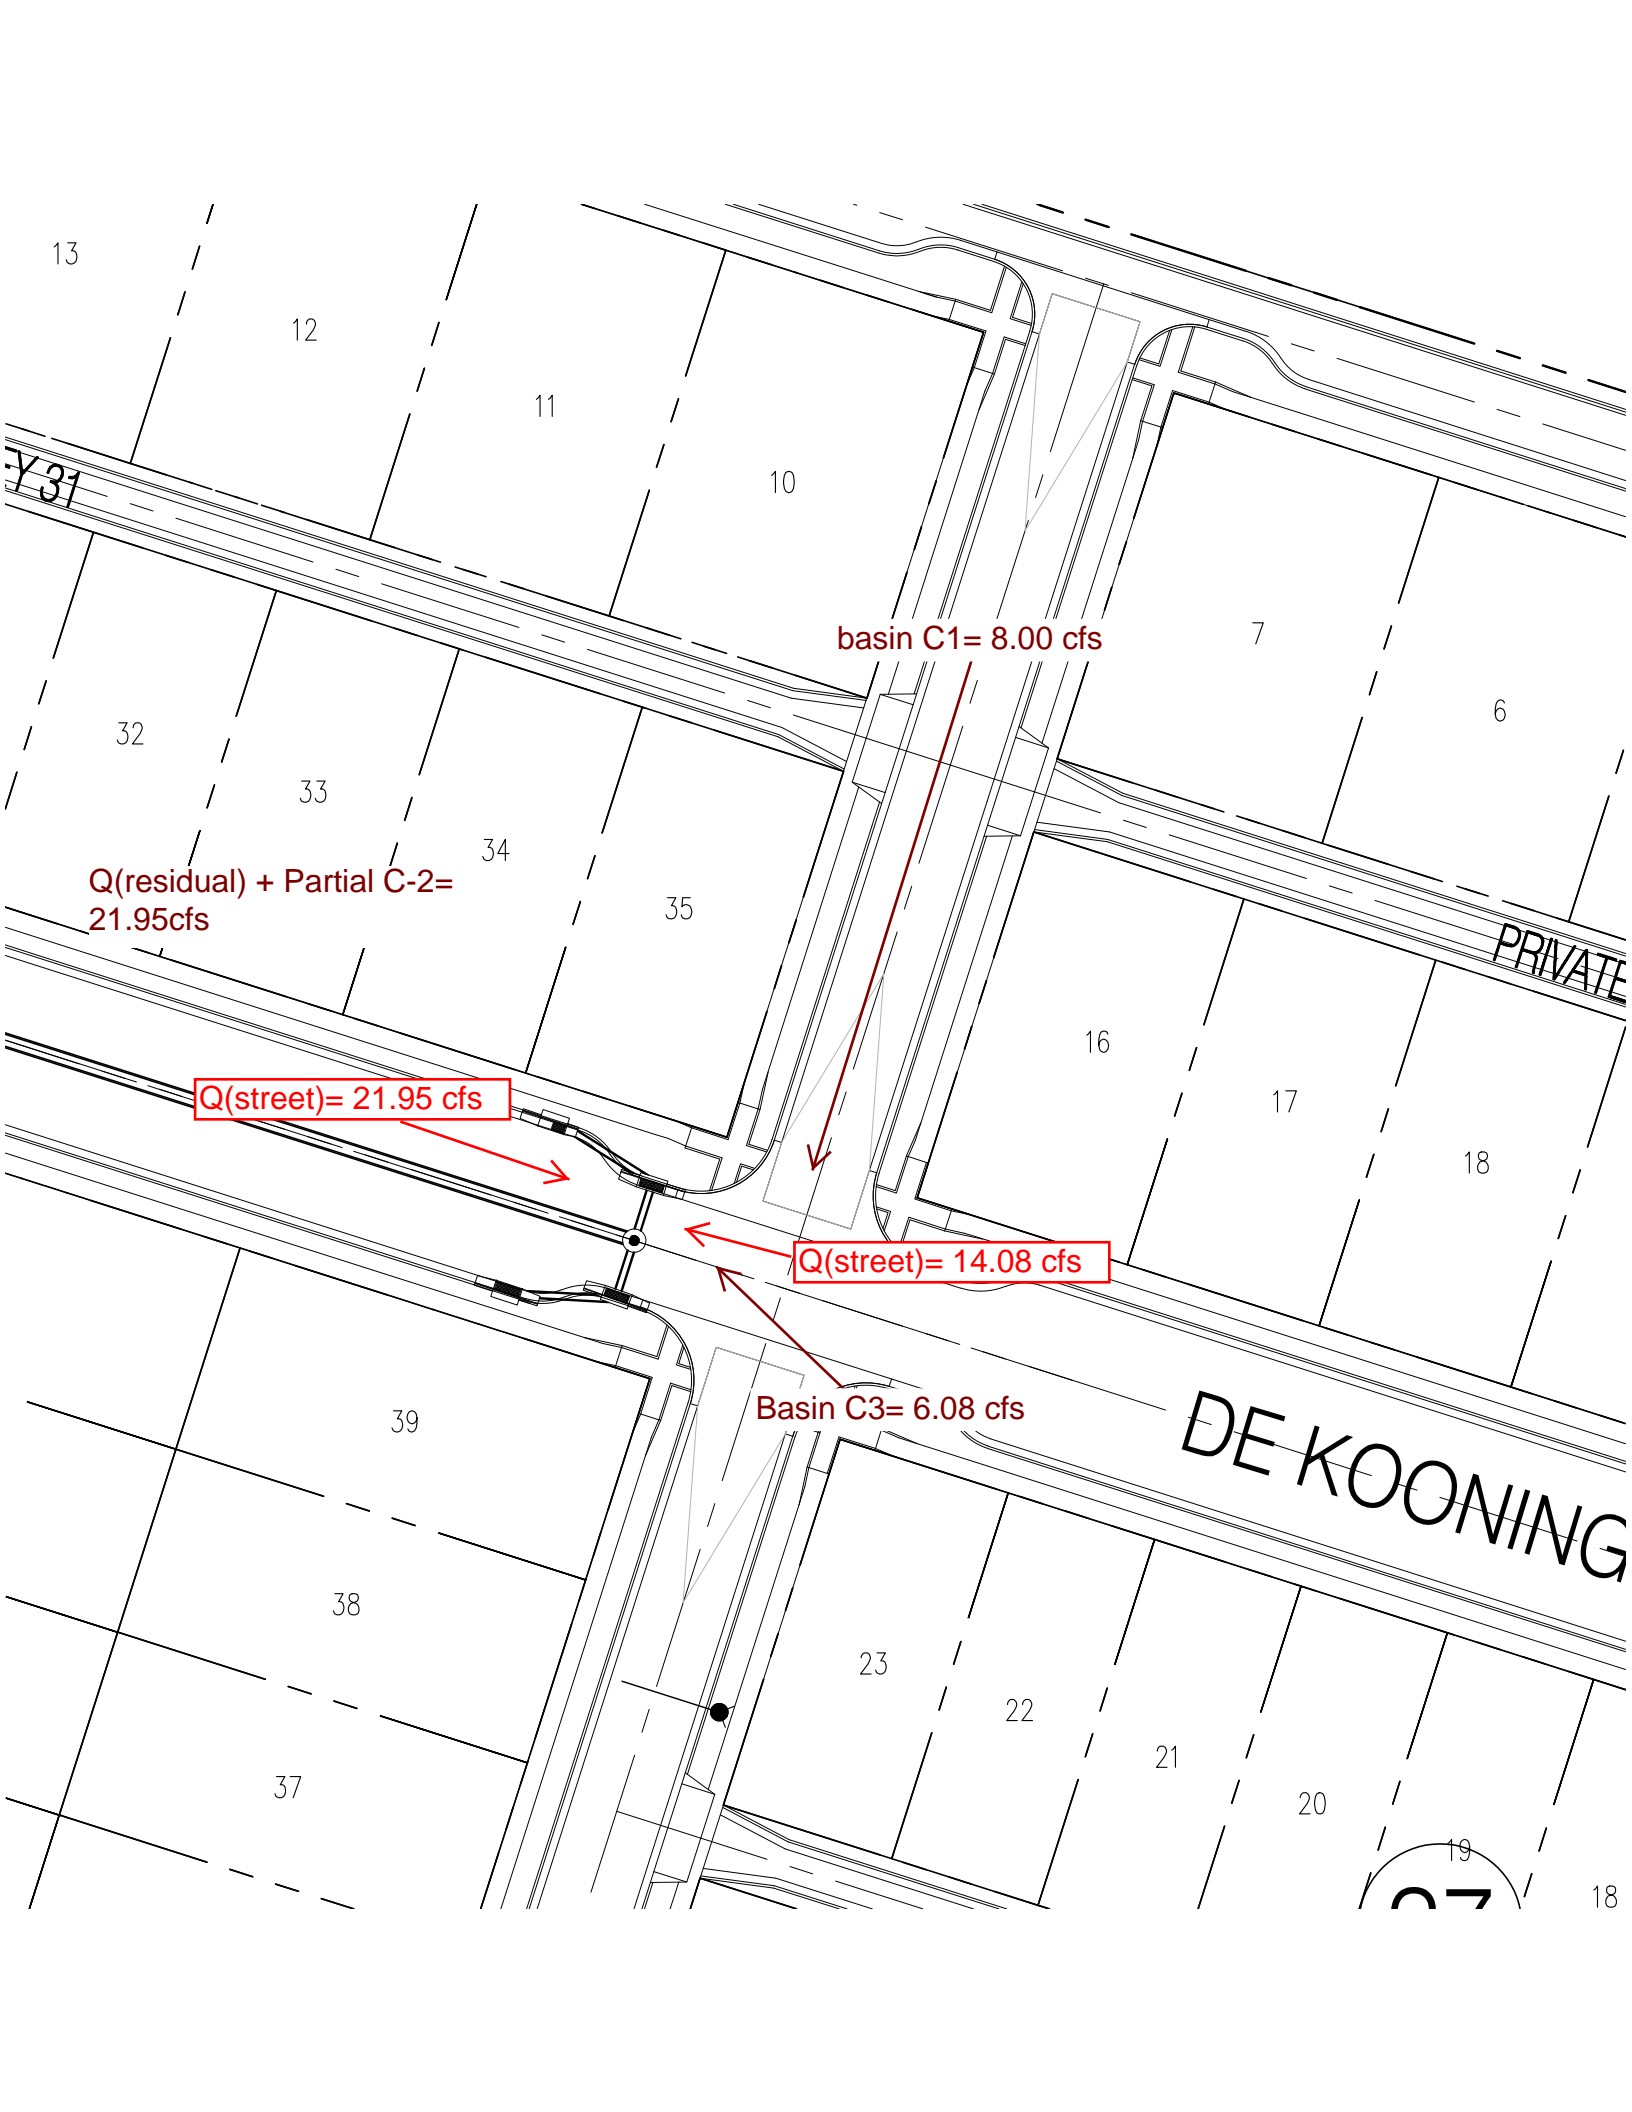 13
12
11
10
7
6
Y 31
basin C1= 8.00 cfs
32
33
34
35
Q(residual) + Partial C-2=
21.95cfs
PRIVATE
16
17
18
Q(street)= 21.95 cfs
Q(street)= 14.08 cfs
Basin C3= 6.08 cfs
DE KOONING
39
38
37
23
22
21
20
19
18